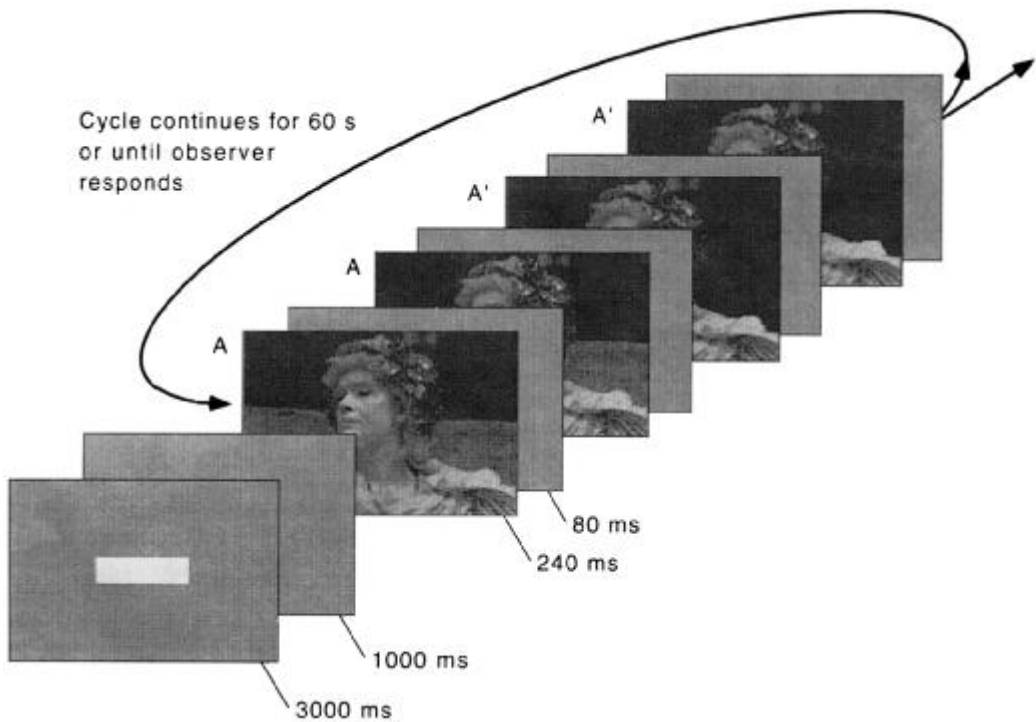 Cycle continues for 60 s
or until observer
responds
A'
A'
A
A
80 ms
240 ms
1000 ms
3000 ms